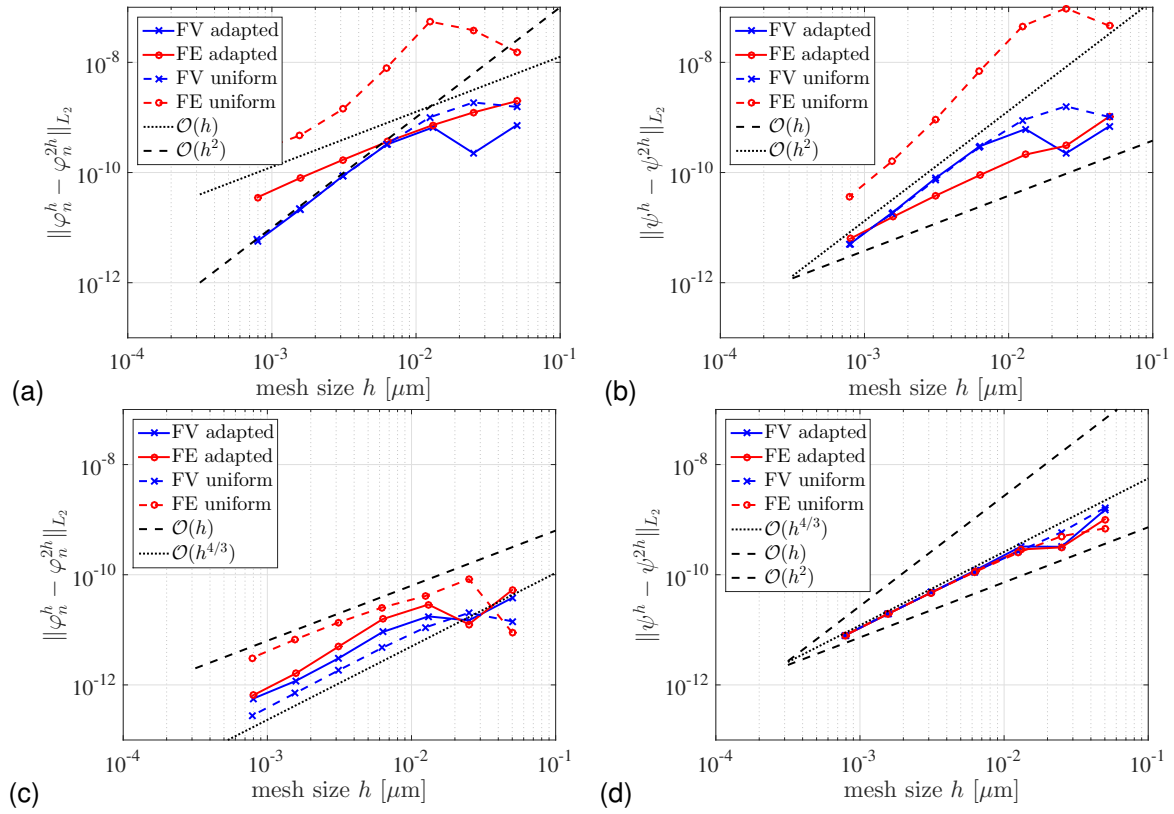 FV adapted
FE adapted
FV uniform
FE uniform
O(h)
O(h²)
10⁻⁸
10⁻¹⁰
10⁻¹²
||φₙʰ − φₙ²ʰ||_L₂
10⁻⁴
10⁻³
10⁻²
10⁻¹
mesh size h [μm]
(a)
FV adapted
FE adapted
FV uniform
FE uniform
O(h)
O(h²)
10⁻⁸
10⁻¹⁰
10⁻¹²
||ψʰ − ψ²ʰ||_L₂
10⁻⁴
10⁻³
10⁻²
10⁻¹
mesh size h [μm]
(b)
FV adapted
FE adapted
FV uniform
FE uniform
O(h)
O(h^4/3)
10⁻⁸
10⁻¹⁰
10⁻¹²
||φₙʰ − φₙ²ʰ||_L₂
10⁻⁴
10⁻³
10⁻²
10⁻¹
mesh size h [μm]
(c)
FV adapted
FE adapted
FV uniform
FE uniform
O(h^4/3)
O(h)
O(h²)
10⁻⁸
10⁻¹⁰
10⁻¹²
||ψʰ − ψ²ʰ||_L₂
10⁻⁴
10⁻³
10⁻²
10⁻¹
mesh size h [μm]
(d)